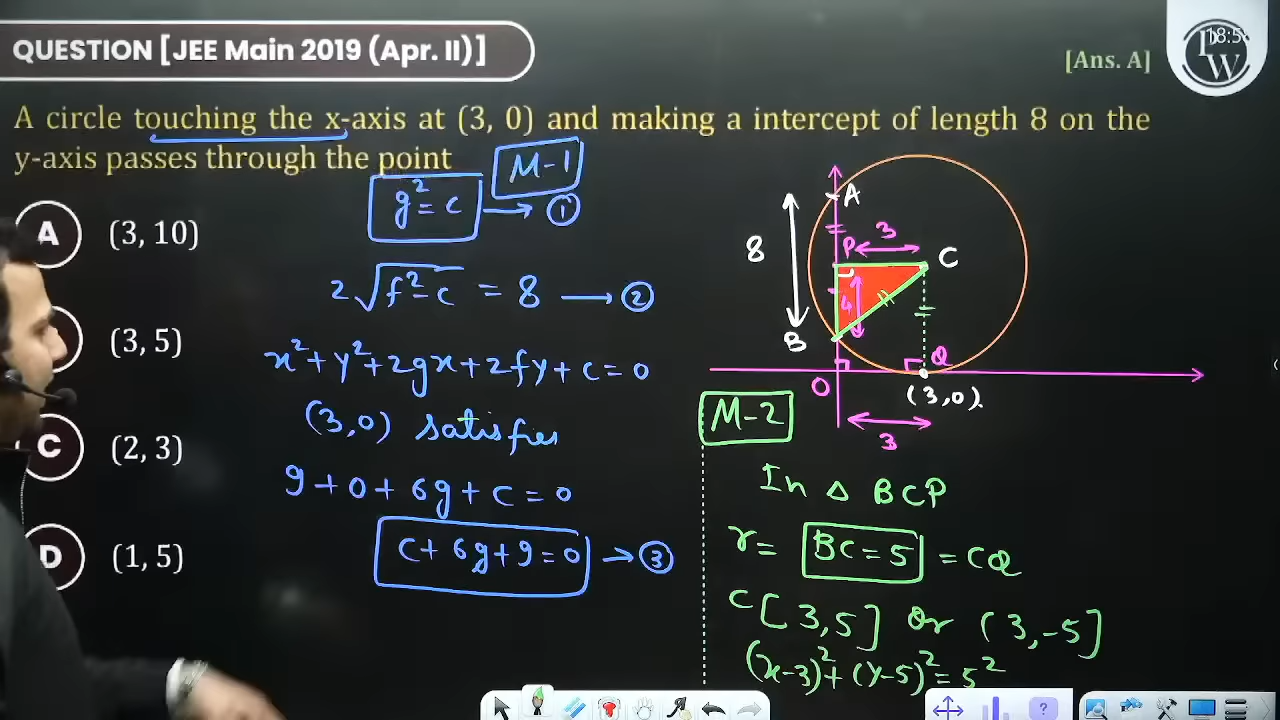 QUESTION [JEE Main 2019 (Apr. II)]
[Ans. A]
18:5
W
A circle touching the x-axis at (3, 0) and making a intercept of length 8 on the
y-axis passes through the point
A (3, 10)
(3, 5)
C (2, 3)
D (1, 5)
M-1
g² = c → ①
2√f²-c = 8 → ②
x²+y²+2gx+2fy+c=0
(3,0) satisfies
9+0+6g+c=0
c+6g+9=0 → ③
A
8
P
3
C
4
B
Q
O
(3,0).
3
M-2
In △ BCP
r = BC=5 = CQ
C[3,5] or (3,-5]
(x-3)²+(y-5)²=5²